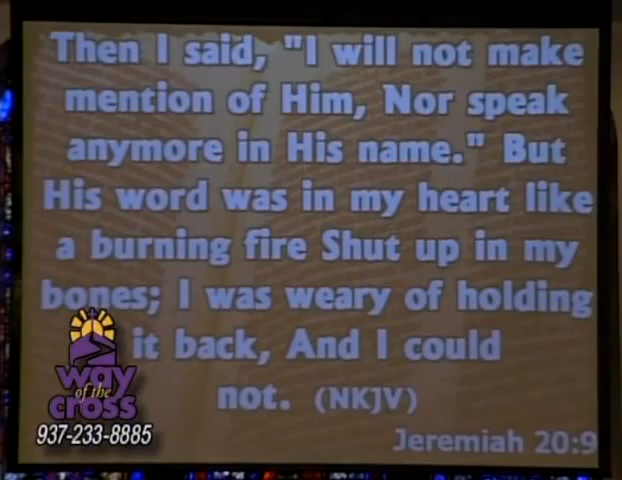 Then I said, "I will not make
mention of Him, Nor speak
anymore in His name." But
His word was in my heart like
a burning fire Shut up in my
bones; I was weary of holding
it back, And I could
not. (NKJV)
Jeremiah 20:9
way
of the
cross
937-233-8885